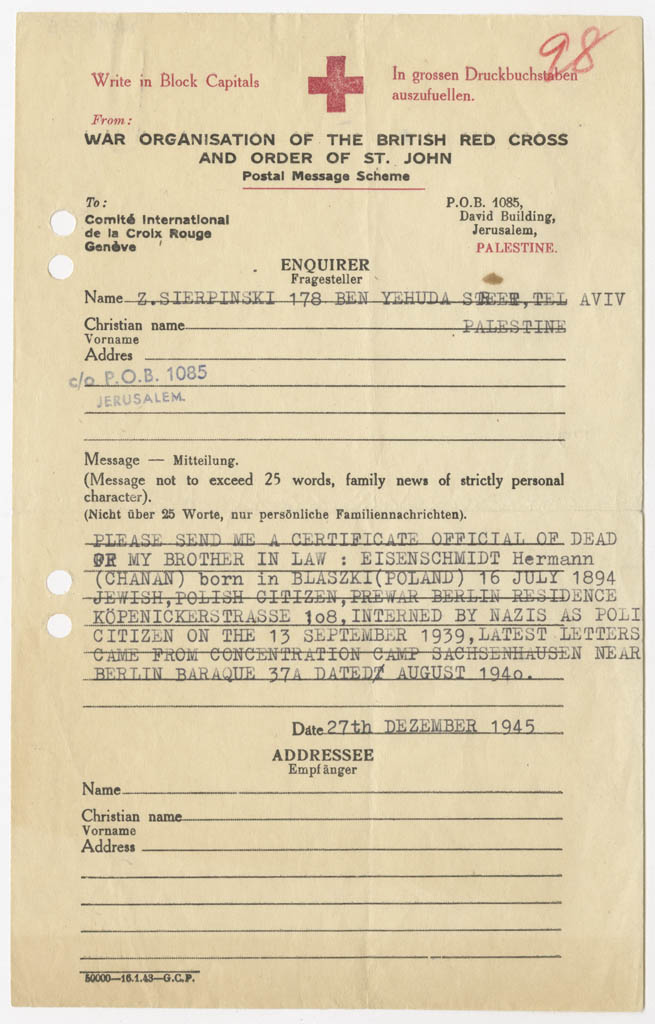 98
Write in Block Capitals
In grossen Druckbuchstaben
auszufuellen.
From:
WAR ORGANISATION OF THE BRITISH RED CROSS
AND ORDER OF ST. JOHN
Postal Message Scheme
To:
Comité International
de la Croix Rouge
Genève
P.O.B. 1085,
David Building,
Jerusalem,
PALESTINE.
ENQUIRER
Fragesteller
Name Z.SIERPINSKI 178 BEN YEHUDA STREET,TEL AVIV
Christian name PALESTINE
Vorname
Addres
c/o P.O.B. 1085
JERUSALEM.
Message — Mitteilung.
(Message not to exceed 25 words, family news of strictly personal
character).
(Nicht über 25 Worte, nur persönliche Familiennachrichten).
PLEASE SEND ME A CERTIFICATE OFFICIAL OF DEAD
OF MY BROTHER IN LAW : EISENSCHMIDT Hermann
(CHANAN) born in BLASZKI(POLAND) 16 JULY 1894
JEWISH,POLISH CITIZEN,PREWAR BERLIN RESIDENCE
KÖPENICKERSTRASSE 1o8,INTERNED BY NAZIS AS POLI
CITIZEN ON THE 13 SEPTEMBER 1939,LATEST LETTERS
CAME FROM CONCENTRATION CAMP SACHSENHAUSEN NEAR
BERLIN BARAQUE 37A DATED AUGUST 194o.
Date 27th DEZEMBER 1945
ADDRESSEE
Empfänger
Name
Christian name
Vorname
Address
50000—16.1.43—G.C.P.